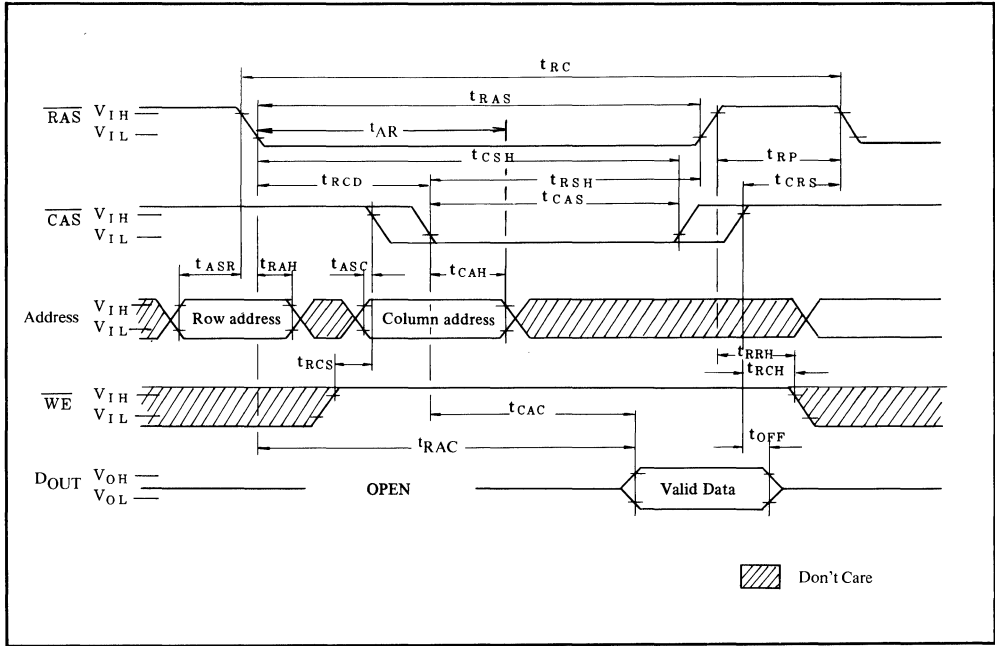 tRC
tRAS
RAS VIH
VIL
tAR
tRP
tCSH
tRCD
tRSH
tCRS
tCAS
CAS VIH
VIL
tASR
tRAH
tASC
tCAH
Address VIH
VIL
Row address
Column address
tRRH
tRCS
tRCH
WE VIH
VIL
tCAC
tRAC
tOFF
DOUT VOH
VOL
OPEN
Valid Data
Don't Care